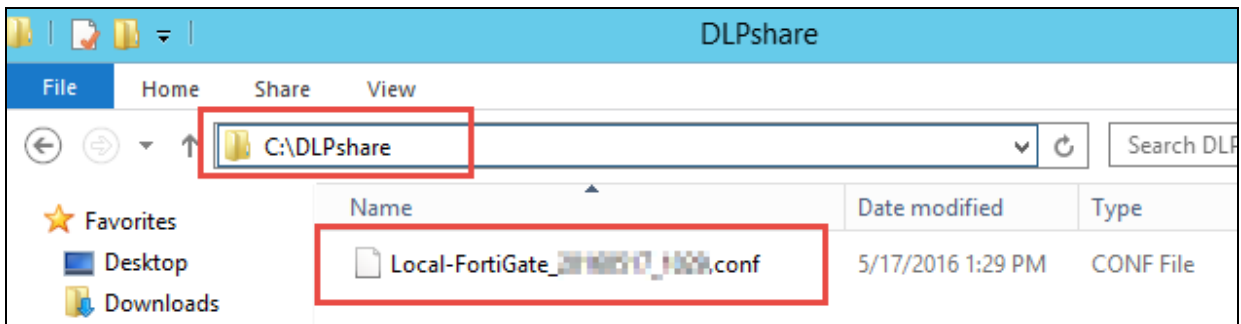 DLPshare
File Home Share View
C:\DLPshare Search DLP
Name Date modified Type
Favorites
Local-FortiGate_ .conf 5/17/2016 1:29 PM CONF File
Desktop
Downloads